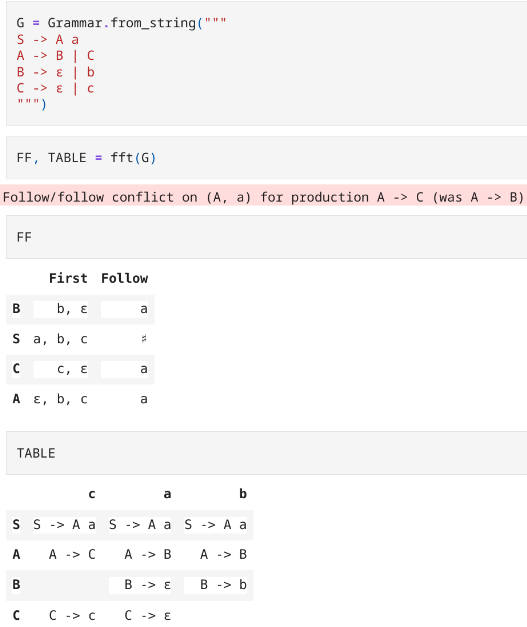 G = Grammar.from_string("""
S -> A a
A -> B | C
B -> ε | b
C -> ε | c
""")
FF, TABLE = fft(G)
Follow/follow conflict on (A, a) for production A -> C (was A -> B)
FF
First Follow
B b, ε a
S a, b, c ♯
C c, ε a
A ε, b, c a
TABLE
c a b
S S -> A a S -> A a S -> A a
A A -> C A -> B A -> B
B B -> ε B -> b
C C -> c C -> ε